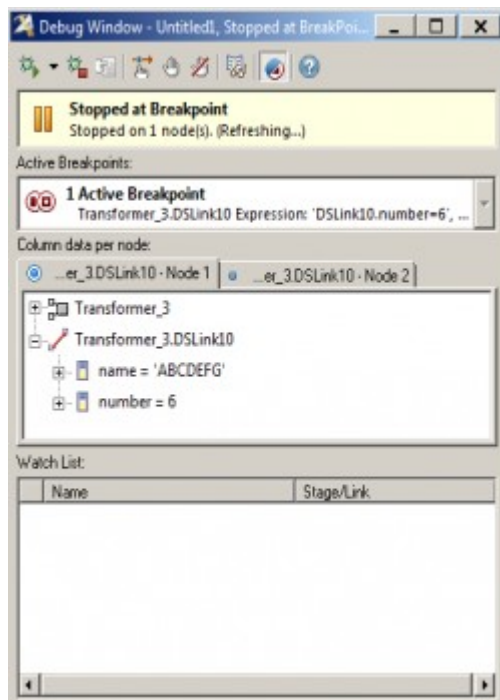 Debug Window - Untitled1, Stopped at BreakPoi...
Stopped at Breakpoint
Stopped on 1 node(s). (Refreshing...)
Active Breakpoints:
1 Active Breakpoint
Transformer_3.DSLink10 Expression: 'DSLink10.number=6', ...
Column data per node:
...er_3.DSLink10 - Node 1 ...er_3.DSLink10 - Node 2
Transformer_3
Transformer_3.DSLink10
name = 'ABCDEFG'
number = 6
Watch List:
Name Stage/Link